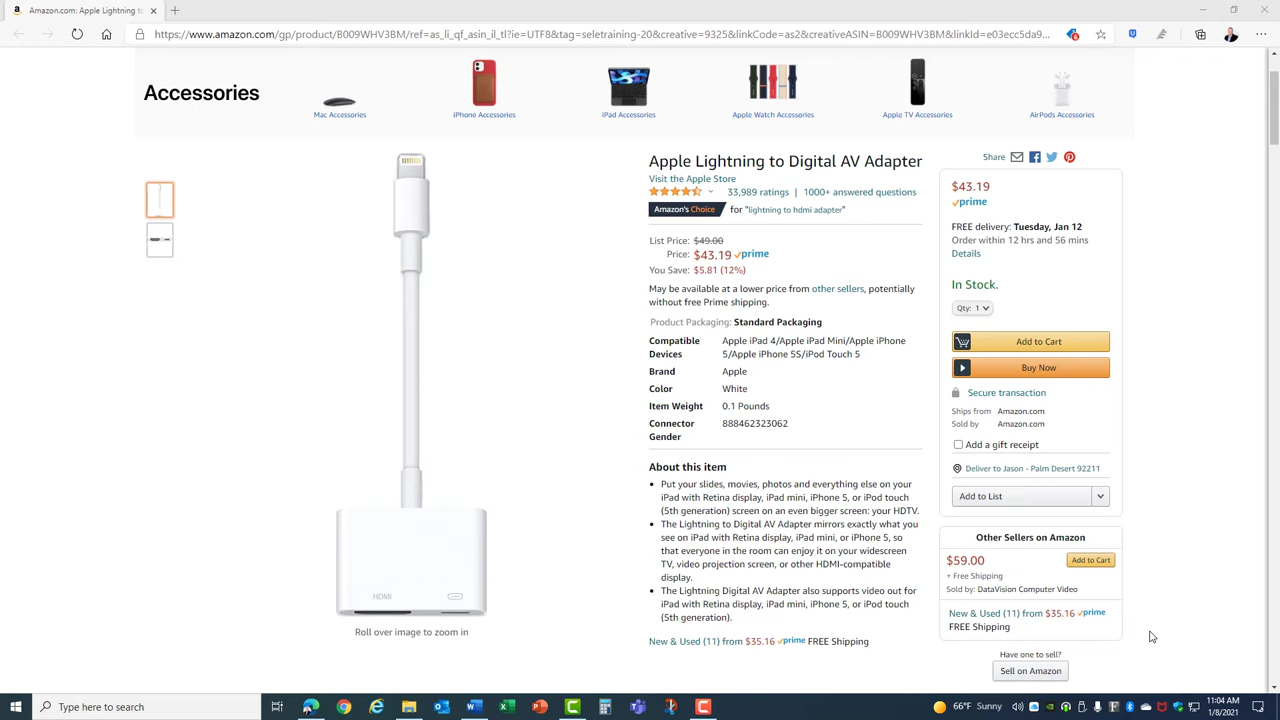 Amazon.com: Apple Lightning to
https://www.amazon.com/gp/product/B009WHV3BM/ref=as_li_qf_asin_il_tl?ie=UTF8&tag=seletraining-20&creative=9325&linkCode=as2&creativeASIN=B009WHV3BM&linkId=e03ecc5da9...
Accessories
Mac Accessories
iPhone Accessories
iPad Accessories
Apple Watch Accessories
Apple TV Accessories
AirPods Accessories
Apple Lightning to Digital AV Adapter
Visit the Apple Store
33,989 ratings | 1000+ answered questions
Amazon's Choice for "lightning to hdmi adapter"
List Price: $49.00
Price: $43.19 prime
You Save: $5.81 (12%)
May be available at a lower price from other sellers, potentially
without free Prime shipping.
Product Packaging: Standard Packaging
Compatible Devices Apple iPad 4/Apple iPad Mini/Apple iPhone
5/Apple iPhone 5S/iPod Touch 5
Brand Apple
Color White
Item Weight 0.1 Pounds
Connector Gender 888462323062
About this item
• Put your slides, movies, photos and everything else on your
iPad with Retina display, iPad mini, iPhone 5, or iPod touch
(5th generation) screen on an even bigger screen: your HDTV.
• The Lightning to Digital AV Adapter mirrors exactly what you
see on iPad with Retina display, iPad mini, or iPhone 5, so
that everyone in the room can enjoy it on your widescreen
TV, video projection screen, or other HDMI-compatible
display.
• The Lightning Digital AV Adapter also supports video out for
iPad with Retina display, iPad mini, iPhone 5, or iPod touch
(5th generation).
New & Used (11) from $35.16 prime FREE Shipping
HDMI
Roll over image to zoom in
Share
$43.19
prime
FREE delivery: Tuesday, Jan 12
Order within 12 hrs and 56 mins
Details
In Stock.
Qty: 1
Add to Cart
Buy Now
Secure transaction
Ships from Amazon.com
Sold by Amazon.com
Add a gift receipt
Deliver to Jason - Palm Desert 92211
Add to List
Other Sellers on Amazon
$59.00 Add to Cart
+ Free Shipping
Sold by: DataVision Computer Video
New & Used (11) from $35.16 prime
FREE Shipping
Have one to sell?
Sell on Amazon
Type here to search
66°F Sunny
11:04 AM
1/8/2021